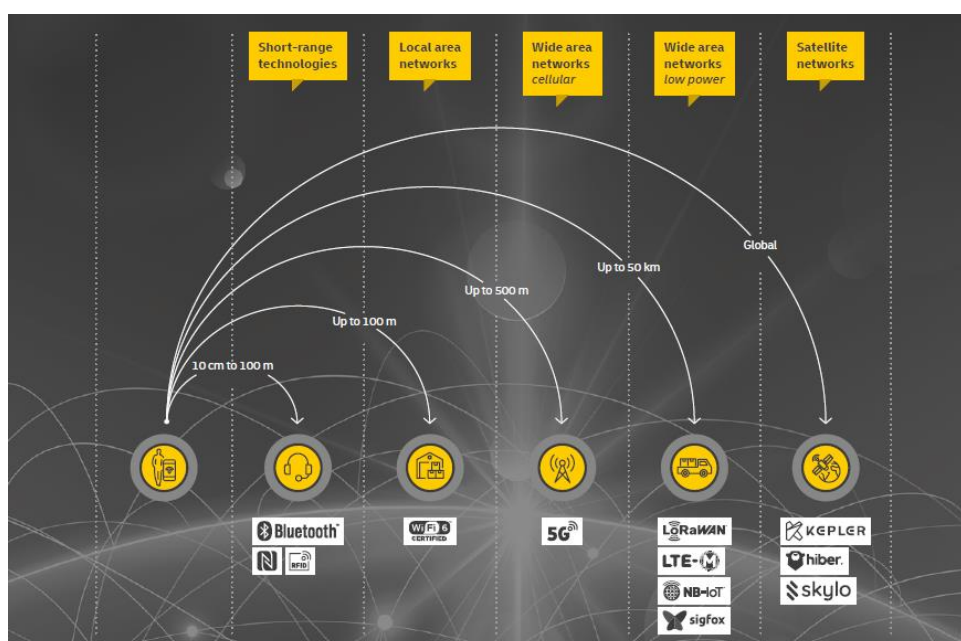 Short-range
technologies
Local area
networks
Wide area
networks
cellular
Wide area
networks
low power
Satellite
networks
Global
Up to 50 km
Up to 500 m
Up to 100 m
10 cm to 100 m
Bluetooth™
N
RFID
Wi Fi 6
CERTIFIED
5G
LoRaWAN
LTE-M
NB-IoT
sigfox
KEPLER
hiber.
skylo